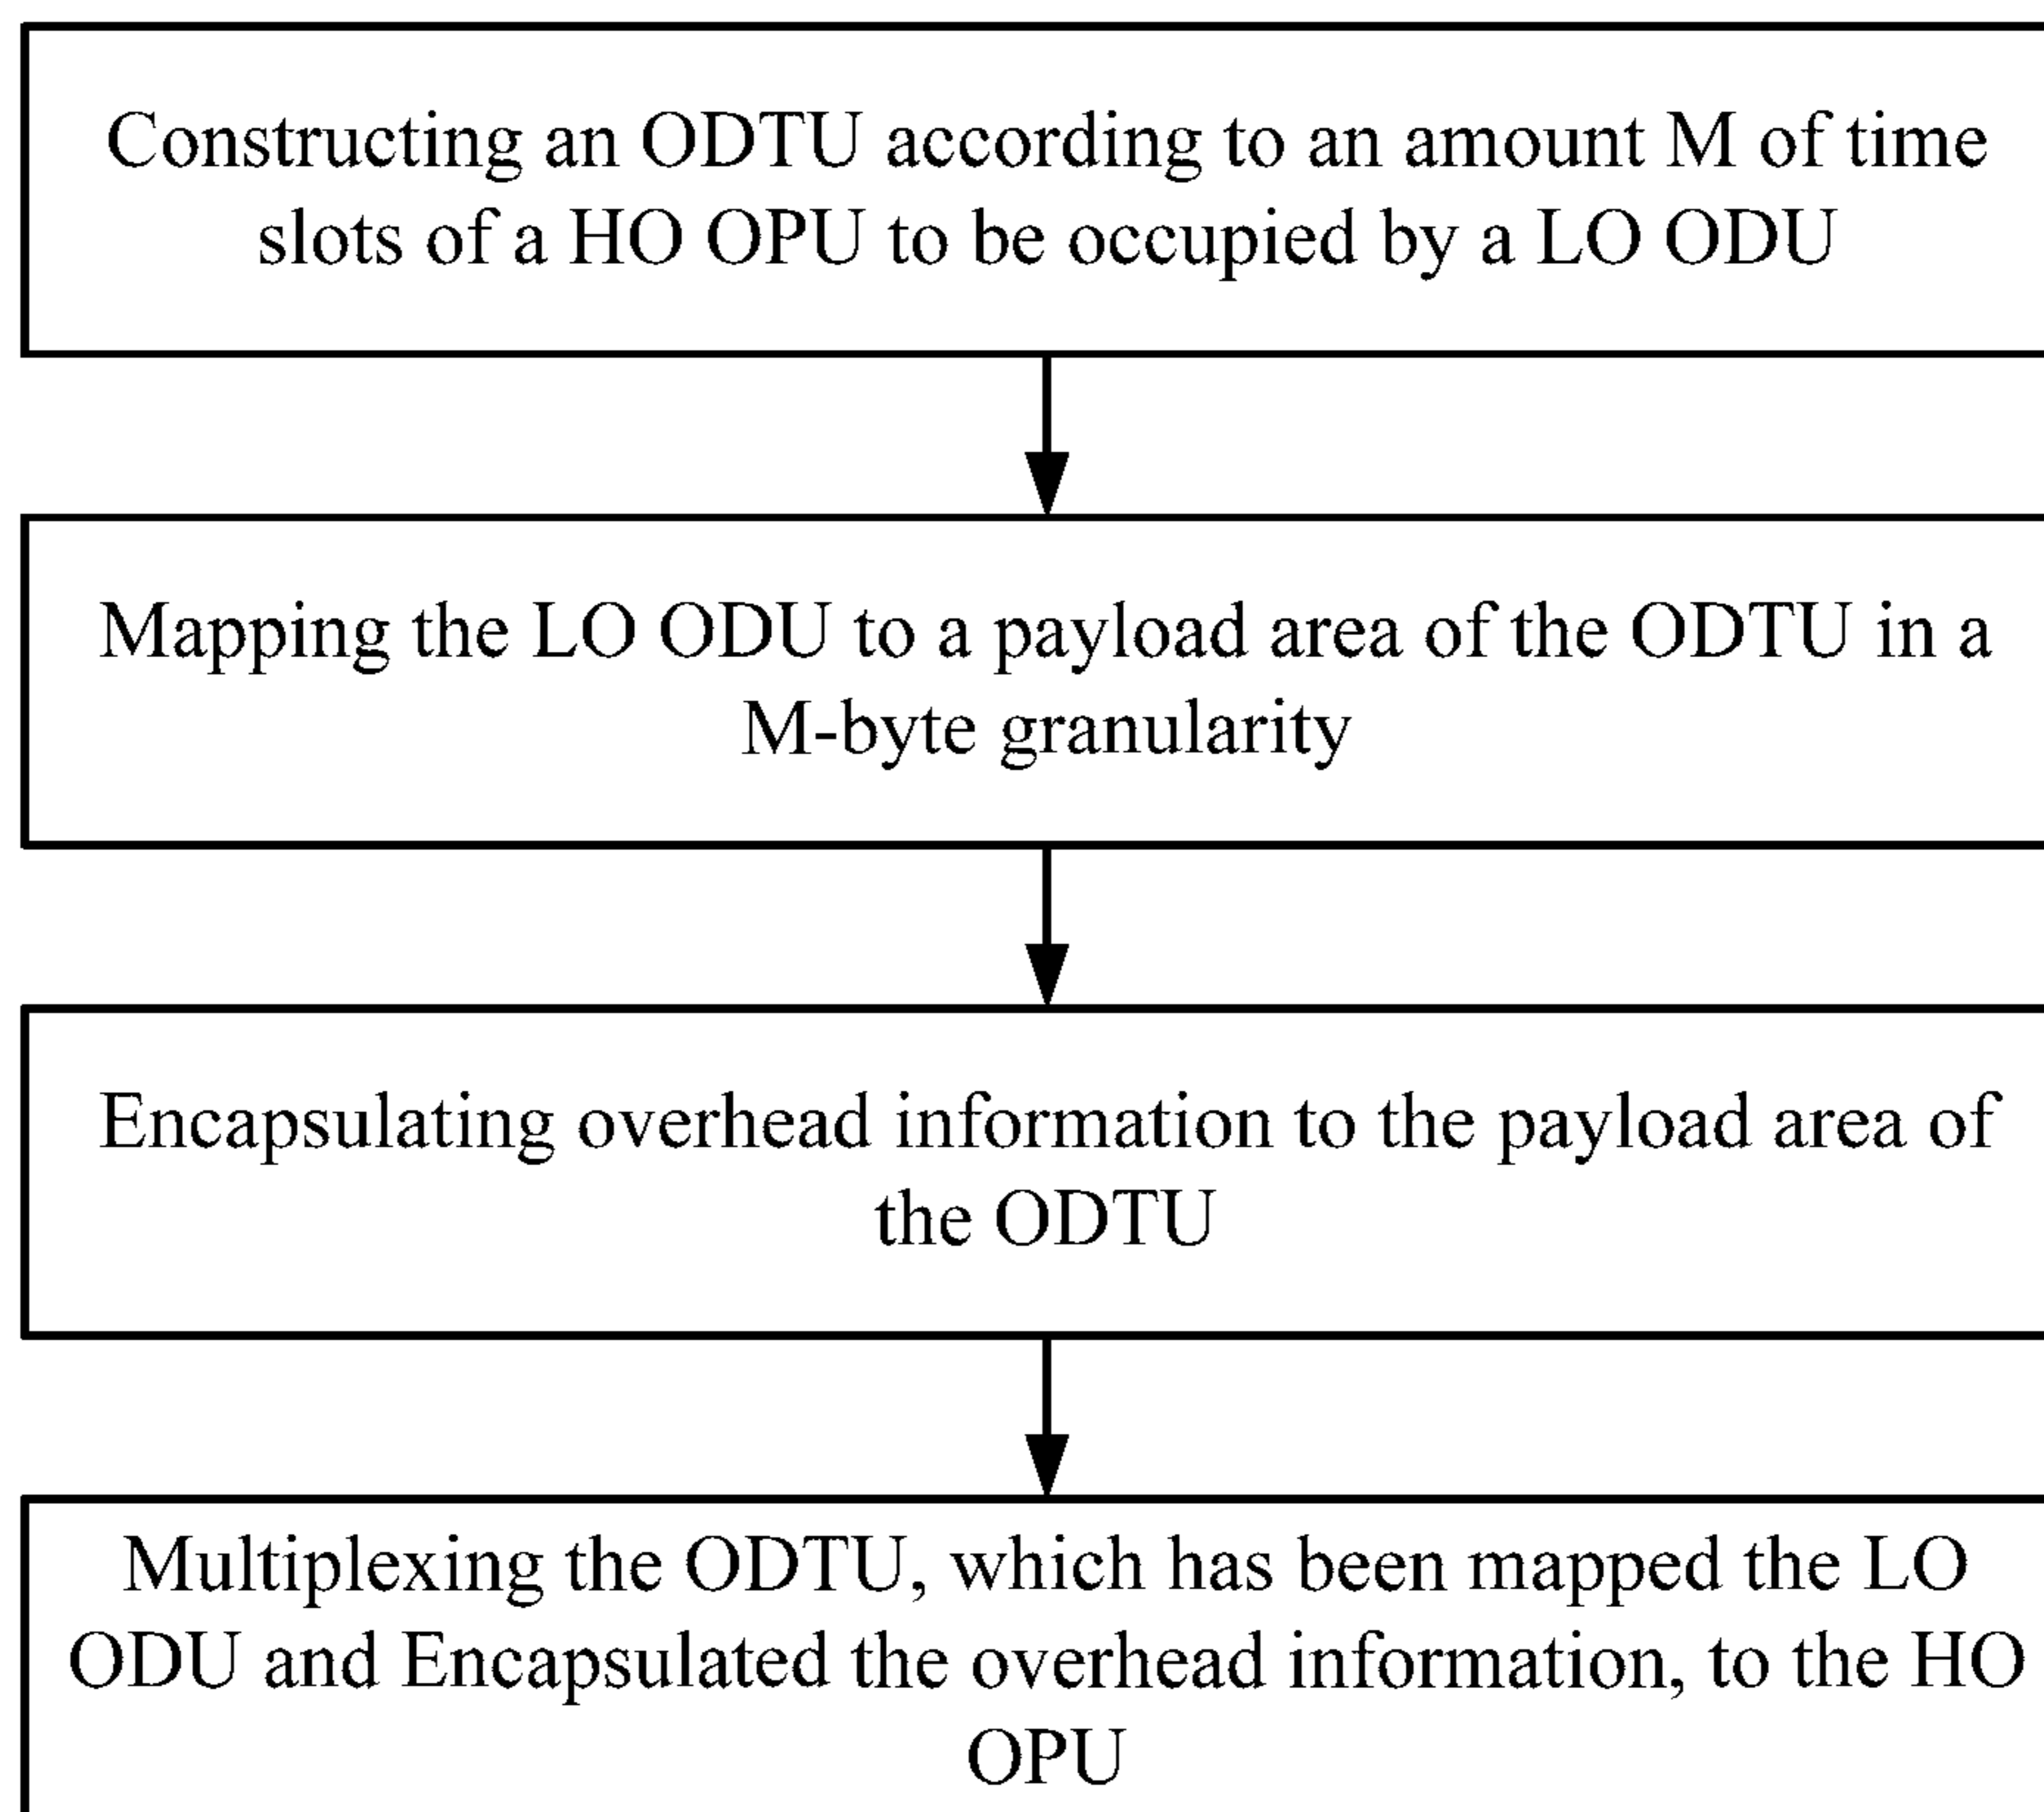 Constructing an ODTU according to an amount M of time
slots of a HO OPU to be occupied by a LO ODU
Mapping the LO ODU to a payload area of the ODTU in a
M-byte granularity
Encapsulating overhead information to the payload area of
the ODTU
Multiplexing the ODTU, which has been mapped the LO
ODU and Encapsulated the overhead information, to the HO
OPU